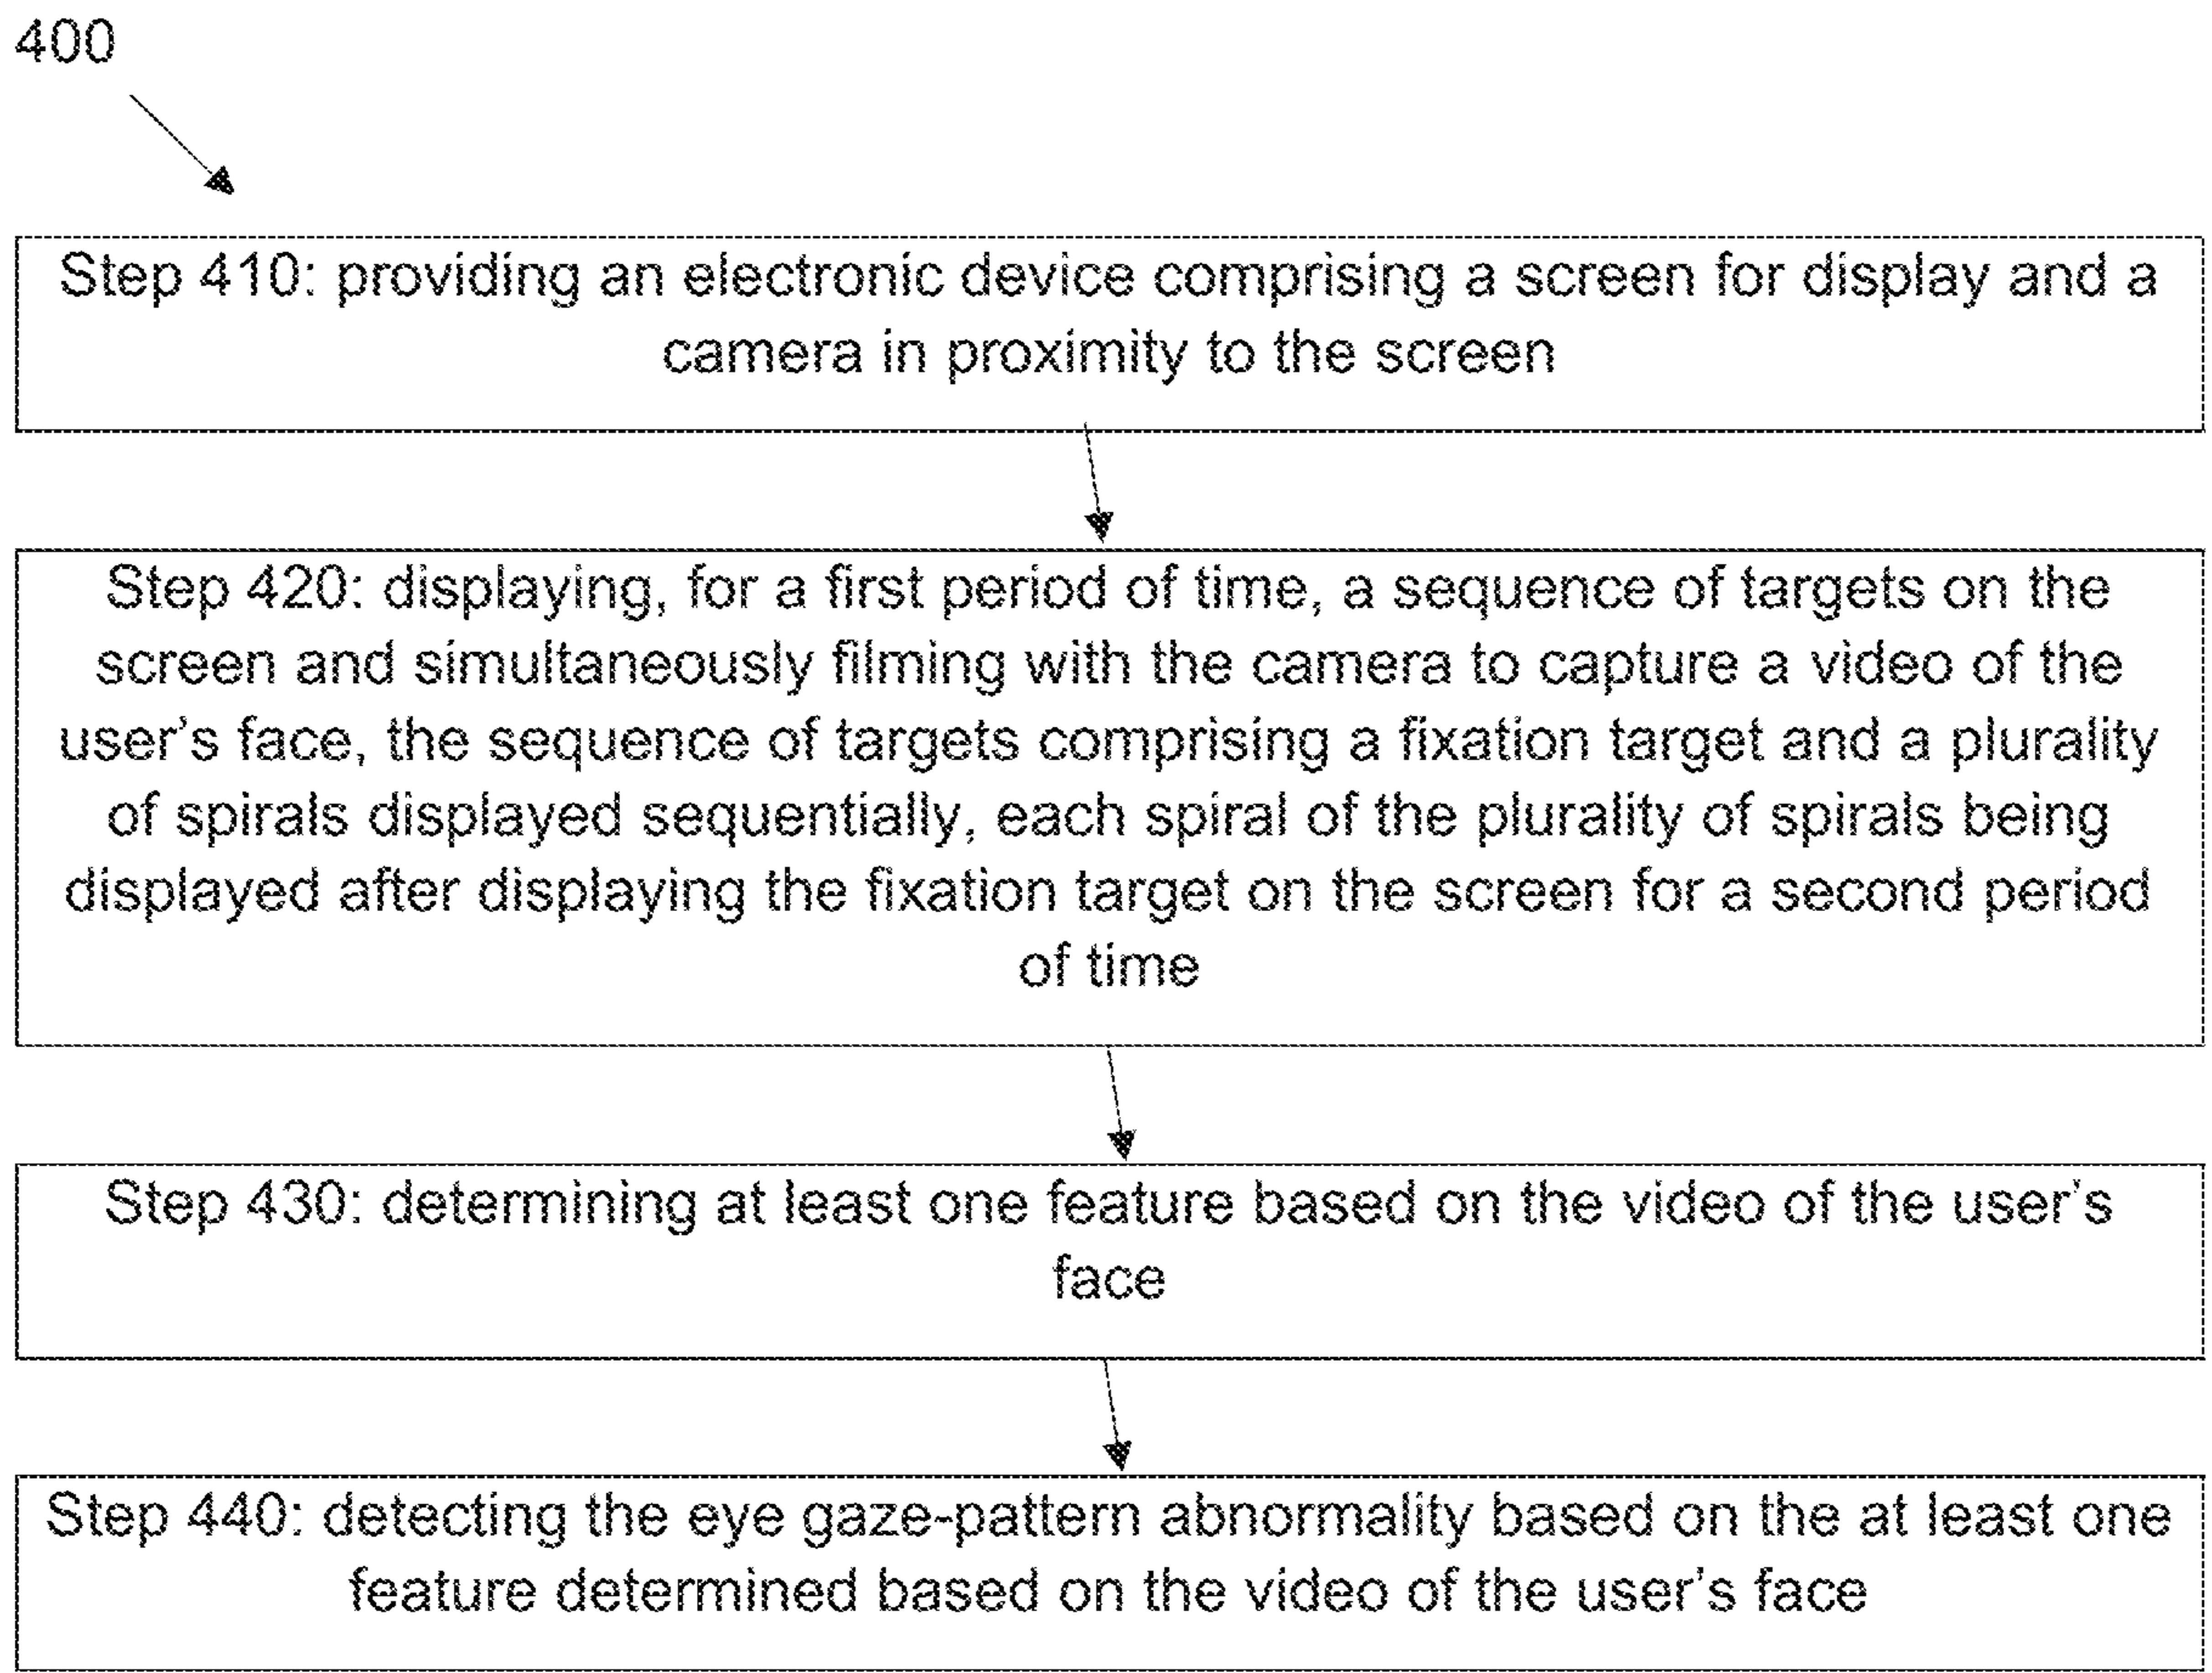 400
Step 410: providing an electronic device comprising a screen for display and a
camera in proximity to the screen
Step 420: displaying, for a first period of time, a sequence of targets on the
screen and simultaneously filming with the camera to capture a video of the
user's face, the sequence of targets comprising a fixation target and a plurality
of spirals displayed sequentially, each spiral of the plurality of spirals being
displayed after displaying the fixation target on the screen for a second period
of time
Step 430: determining at least one feature based on the video of the user's
face
Step 440: detecting the eye gaze-pattern abnormality based on the at least one
feature determined based on the video of the user's face